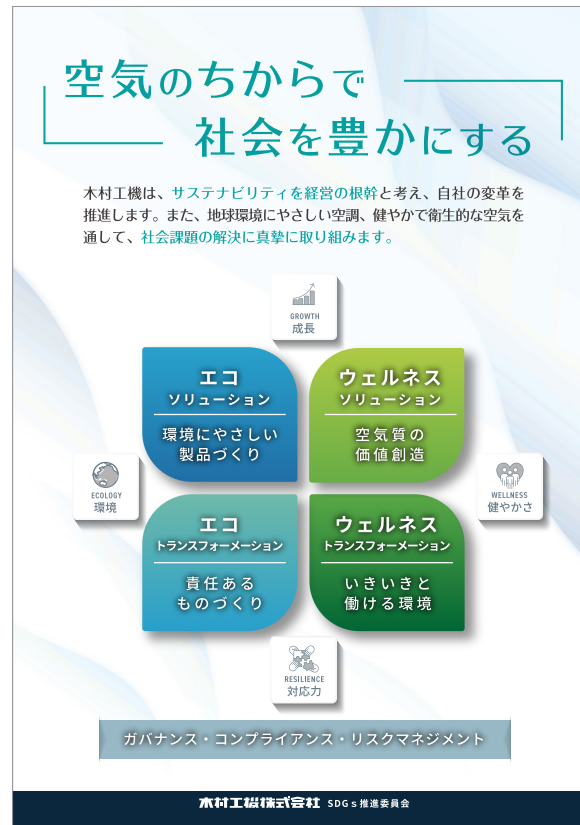 空気のちからで
社会を豊かにする
木村工機は、サステナビリティを経営の根幹と考え、自社の変革を
推進します。また、地球環境にやさしい空調、健やかで衛生的な空気を
通して、社会課題の解決に真摯に取り組みます。
GROWTH
成長
エコ
ソリューション
環境にやさしい
製品づくり
ウェルネス
ソリューション
空気質の
価値創造
ECOLOGY
環境
WELLNESS
健やかさ
エコ
トランスフォーメーション
責任ある
ものづくり
ウェルネス
トランスフォーメーション
いきいきと
働ける環境
RESILIENCE
対応力
ガバナンス・コンプライアンス・リスクマネジメント
木村工機株式会社 SDGs推進委員会